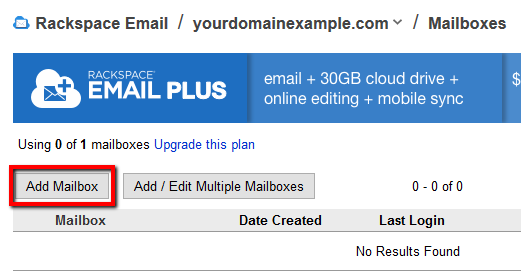 Rackspace Email / yourdomainexample.com / Mailboxes
RACKSPACE®
EMAIL PLUS
email + 30GB cloud drive +
online editing + mobile sync
$
Using 0 of 1 mailboxes Upgrade this plan
Add Mailbox Add / Edit Multiple Mailboxes 0 - 0 of 0
Mailbox Date Created Last Login
No Results Found